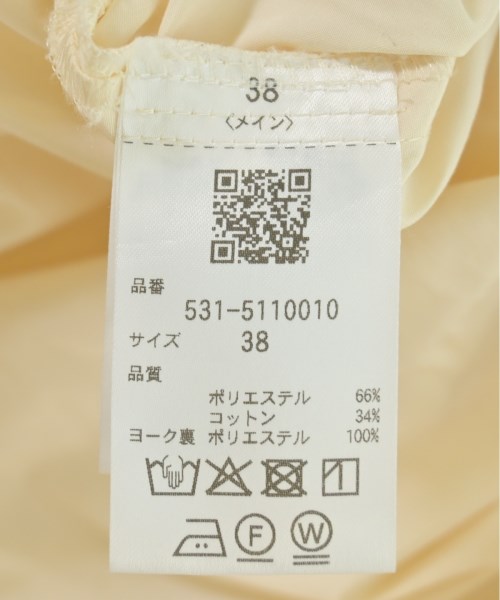 38
〈メイン〉
品番
531-5110010
サイズ 38
品質
ポリエステル 66%
コットン 34%
ヨーク裏 ポリエステル 100%
F W